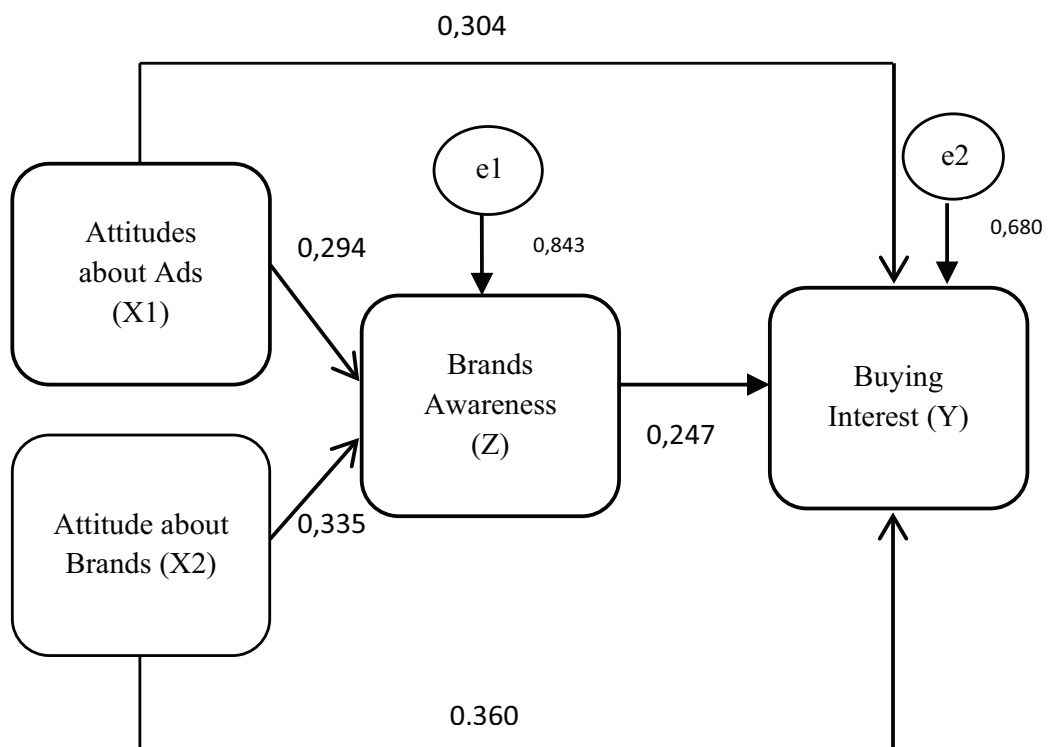 0,304
e1
e2
0,843
0,680
Attitudes
about Ads
(X1)
0,294
Brands
Awareness
(Z)
Buying
Interest (Y)
0,247
Attitude about
Brands (X2)
0,335
0.360